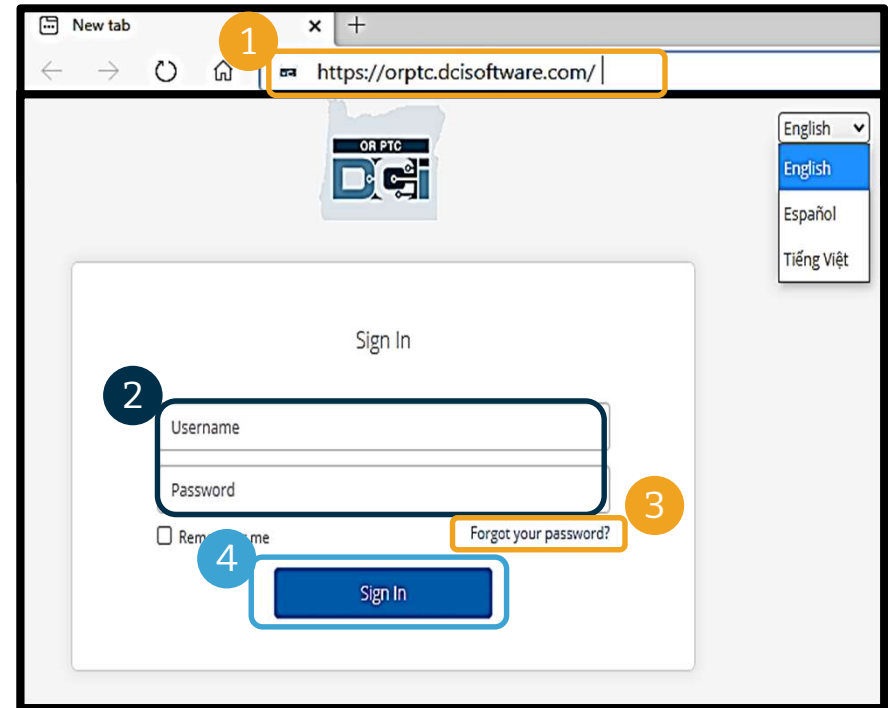 New tab
1
https://orptc.dcisoftware.com/
OR PTC
DCI
English
English
Español
Tiếng Việt
Sign In
2
Username
Password
3
me
Forgot your password?
4
Sign In